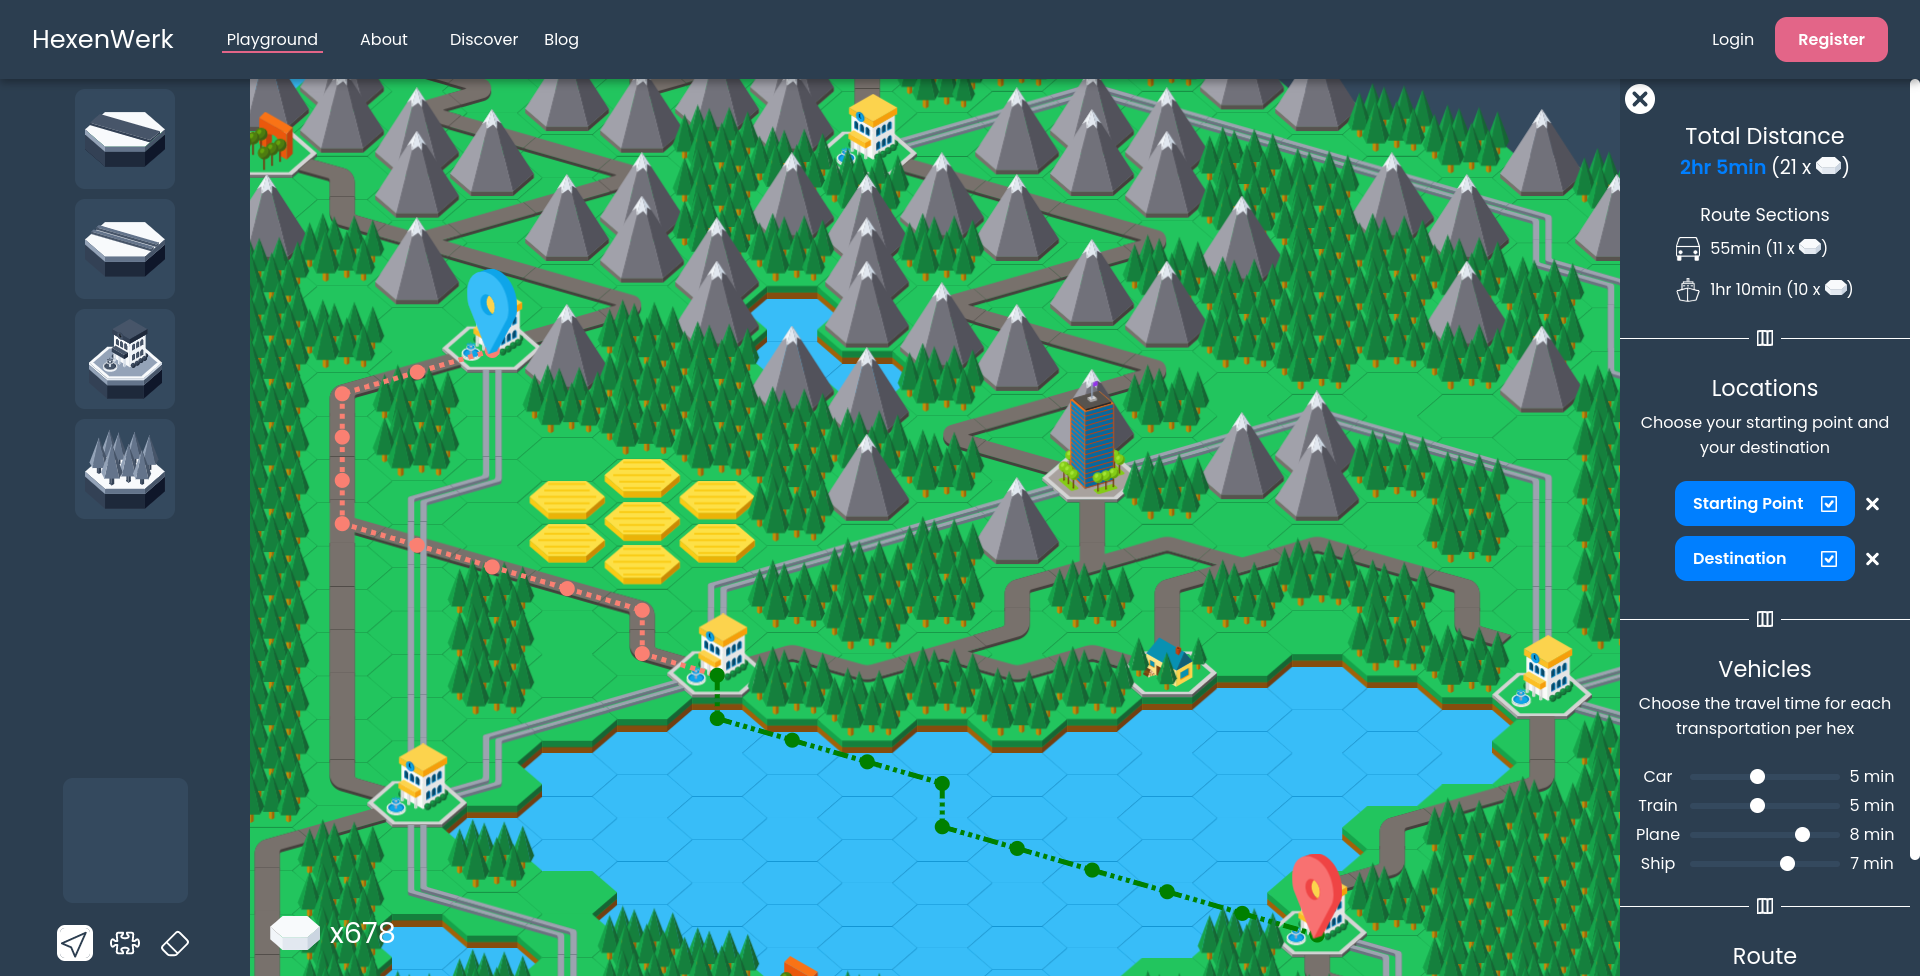 HexenWerk
Playground
About
Discover
Blog
Login
Register
Total Distance
2hr 5min (21 x )
Route Sections
55min (11 x )
1hr 10min (10 x )
Locations
Choose your starting point and
your destination
Starting Point
Destination
Vehicles
Choose the travel time for each
transportation per hex
Car 5 min
Train 5 min
Plane 8 min
Ship 7 min
Route
x678